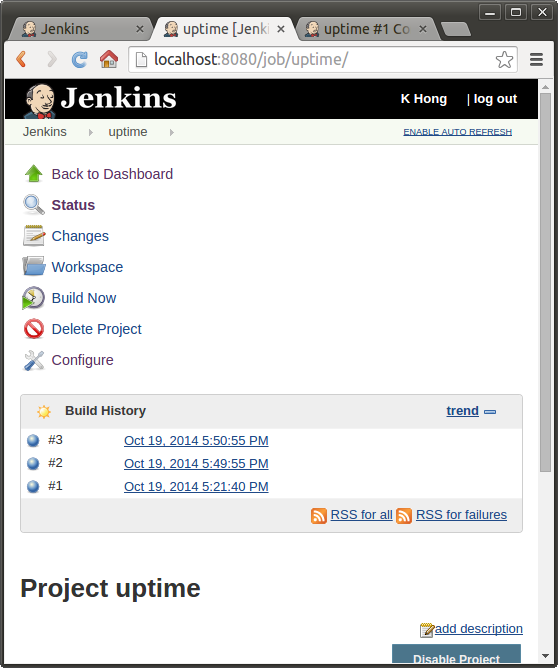 Jenkins
uptime [Jenk
uptime #1 Co
localhost:8080/job/uptime/
Jenkins
K Hong | log out
Jenkins uptime ENABLE AUTO REFRESH
Back to Dashboard
Status
Changes
Workspace
Build Now
Delete Project
Configure
Build History trend
#3 Oct 19, 2014 5:50:55 PM
#2 Oct 19, 2014 5:49:55 PM
#1 Oct 19, 2014 5:21:40 PM
RSS for all RSS for failures
Project uptime
add description
Disable Project